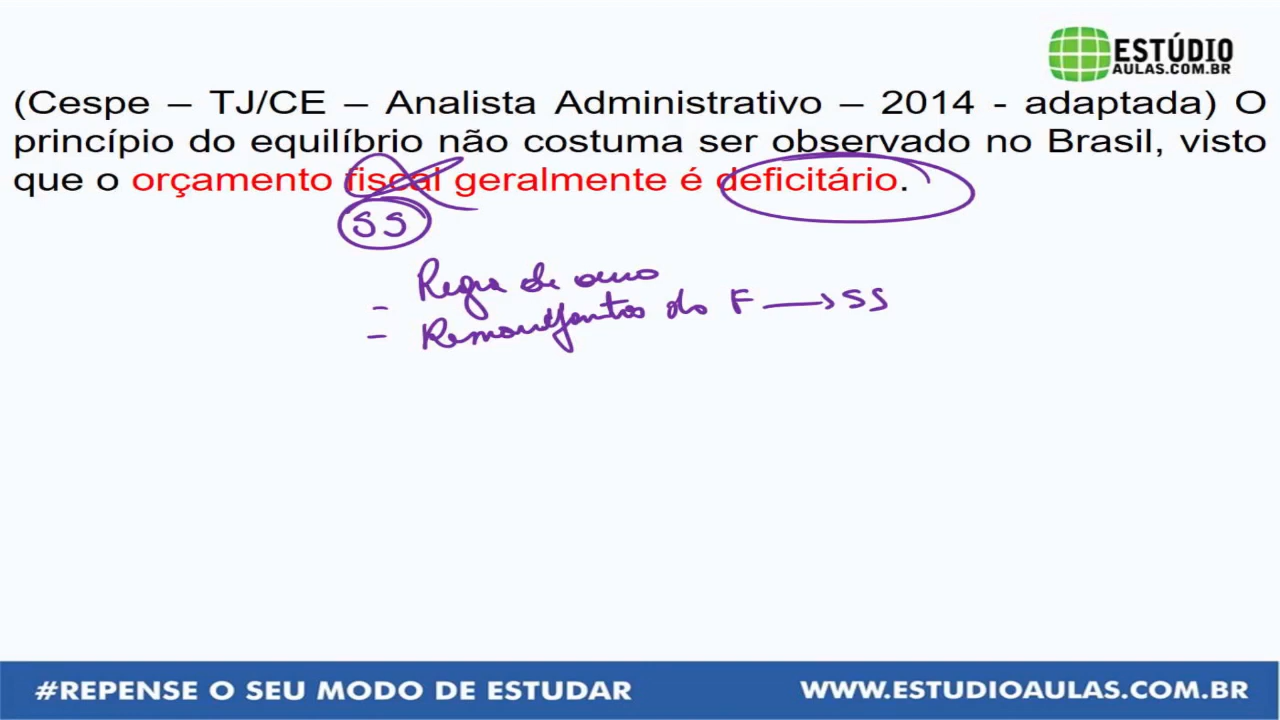 ESTÚDIO
AULAS.COM.BR
(Cespe – TJ/CE – Analista Administrativo – 2014 - adaptada) O
princípio do equilíbrio não costuma ser observado no Brasil, visto
que o orçamento fiscal geralmente é deficitário.
SS
Regra de ouro
- Remanejantos do F → SS
#REPENSE O SEU MODO DE ESTUDAR
WWW.ESTUDIOAULAS.COM.BR